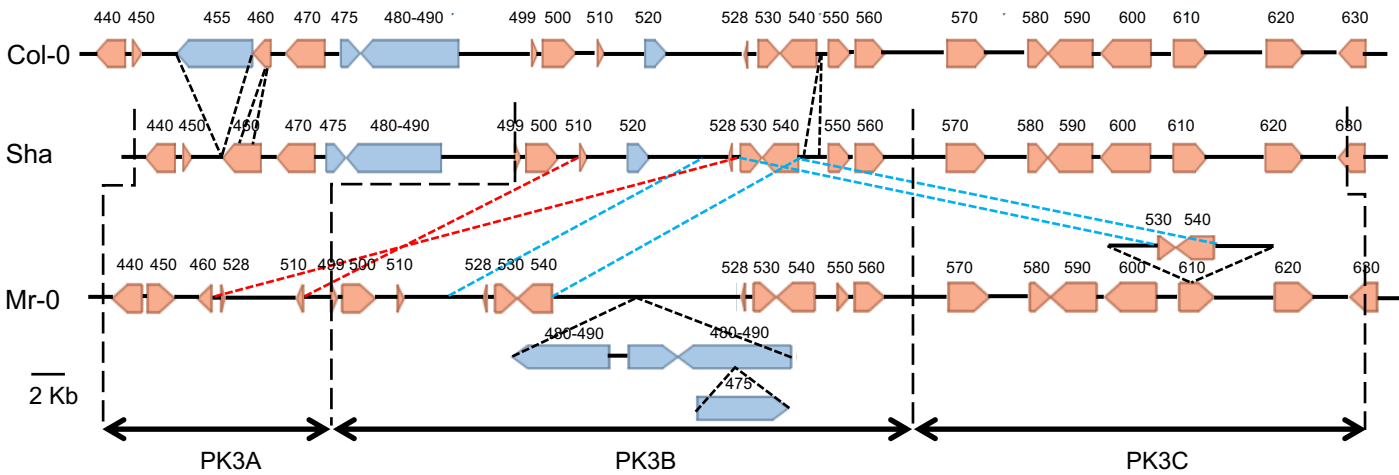 440 450 455 460 470 475 480-490 499 500 510 520 528 530 540 550 560 570 580 590 600 610 620 630
Col-0
440 450 460 470 475 480-490 499 500 510 520 528 530 540 550 560 570 580 590 600 610 620 630
Sha
530 540
440 450 460 528 510 499 500 510 528 530 540 528 530 540 550 560 570 580 590 600 610 620 630
Mr-0
480-490 480-490
2 Kb
475
PK3A PK3B PK3C